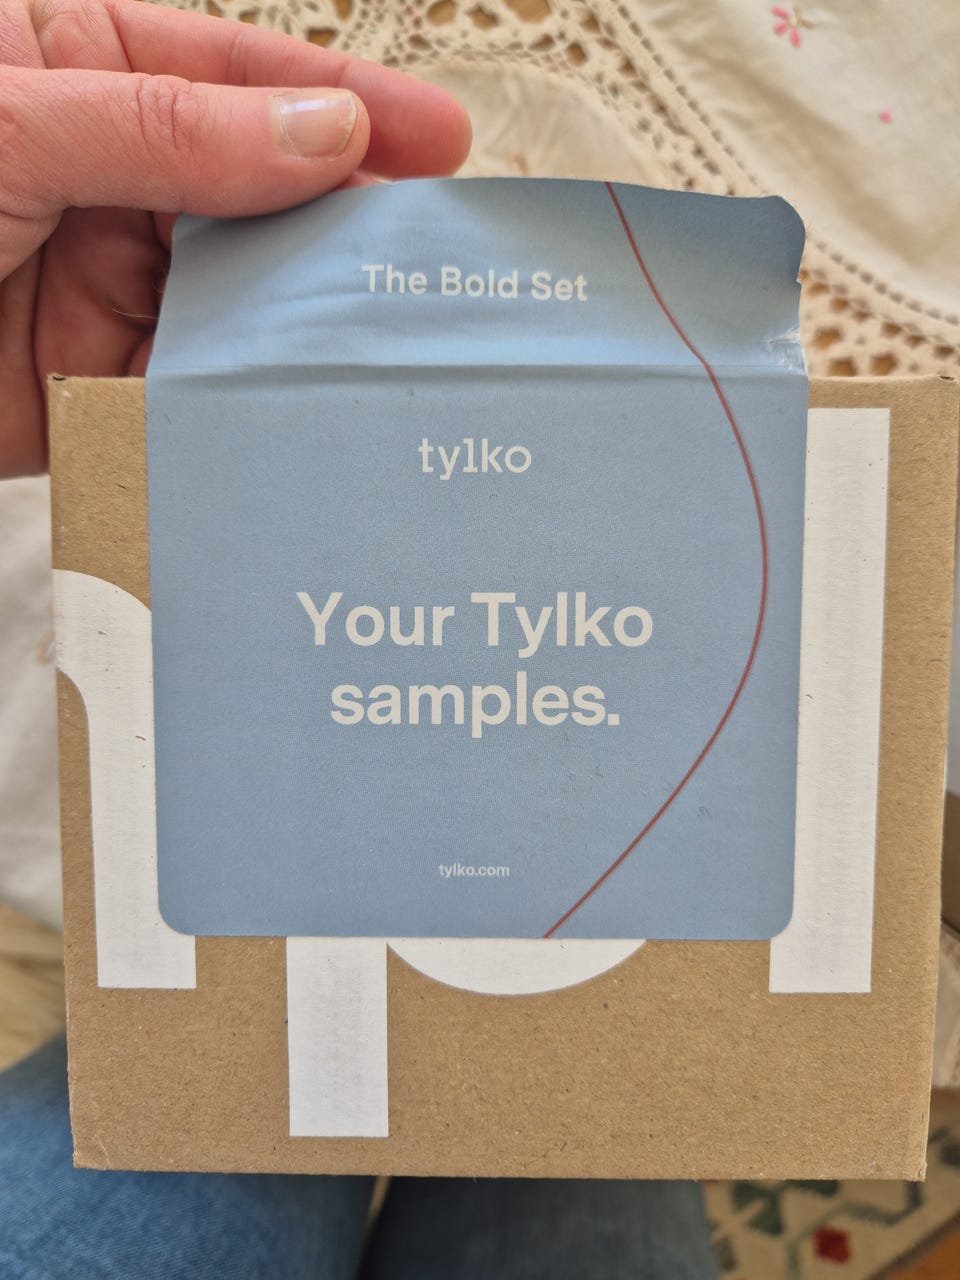 The Bold Set
tylko
Your Tylko
samples.
tylko.com